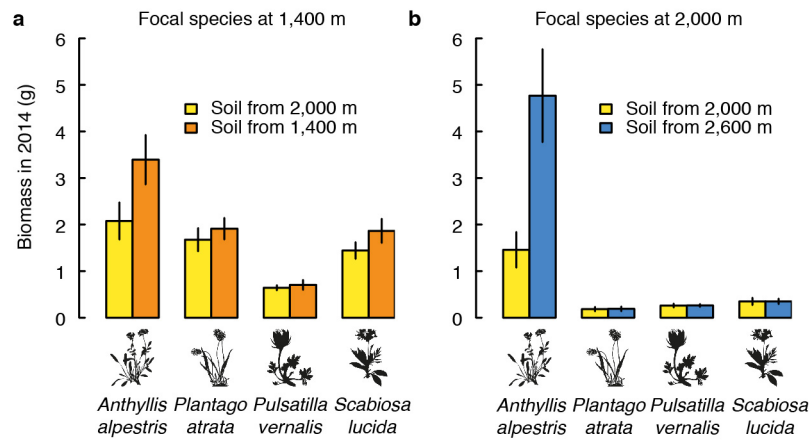 a
Focal species at 1,400 m
Biomass in 2014 (g)
6
5
4
3
2
1
0
Soil from 2,000 m
Soil from 1,400 m
Anthyllis Plantago Pulsatilla Scabiosa
alpestris atrata vernalis lucida
b
Focal species at 2,000 m
6
5
4
3
2
1
0
Soil from 2,000 m
Soil from 2,600 m
Anthyllis Plantago Pulsatilla Scabiosa
alpestris atrata vernalis lucida